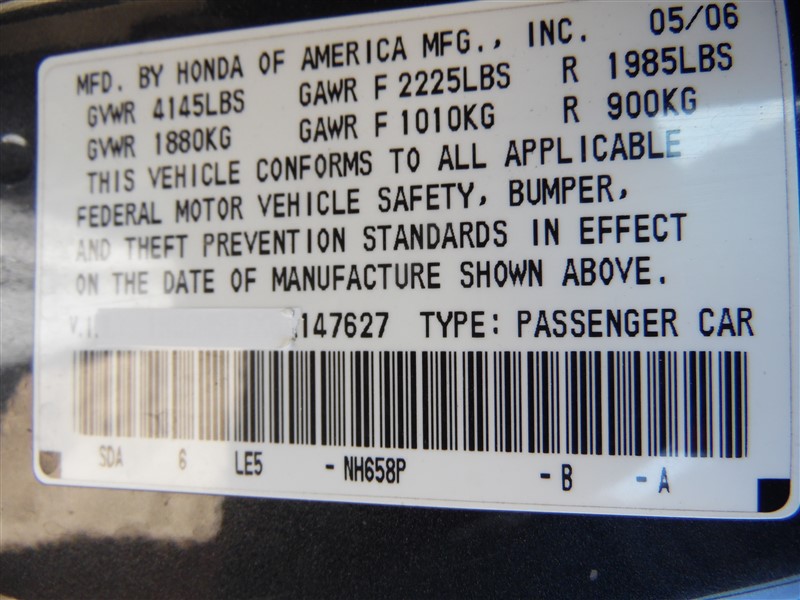 MFD. BY HONDA OF AMERICA MFG., INC. 05/06
GVWR 4145LBS GAWR F 2225LBS R 1985LBS
GVWR 1880KG GAWR F 1010KG R 900KG
THIS VEHICLE CONFORMS TO ALL APPLICABLE
FEDERAL MOTOR VEHICLE SAFETY, BUMPER,
AND THEFT PREVENTION STANDARDS IN EFFECT
ON THE DATE OF MANUFACTURE SHOWN ABOVE.
147627 TYPE: PASSENGER CAR
SDA 6 LE5 -NH658P -B -A